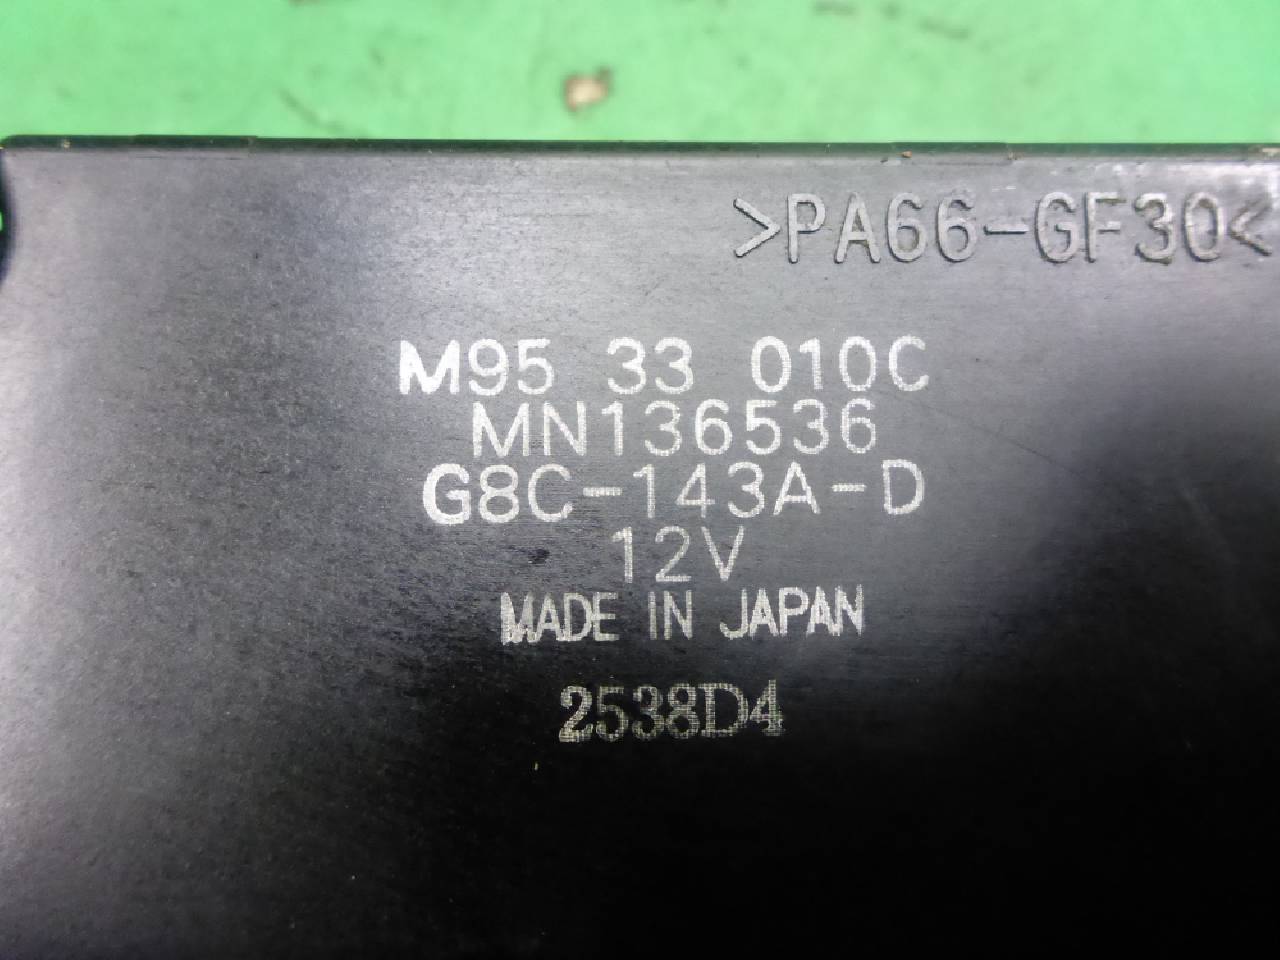 >PA66-GF30<
M95 33 010C
MN136536
G8C-143A-D
12V
MADE IN JAPAN
2538D4